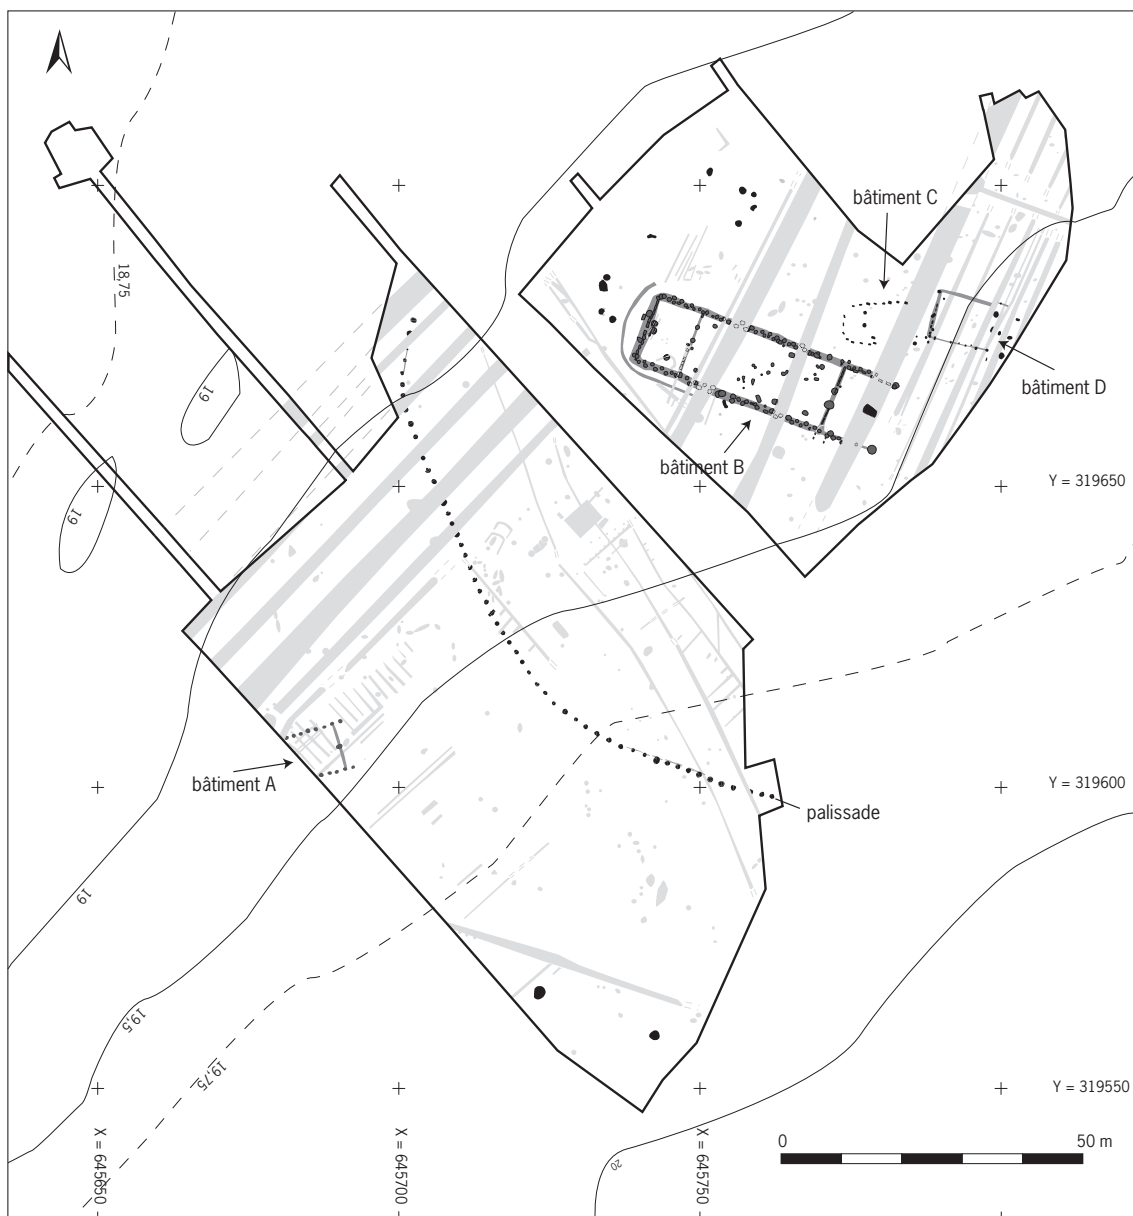 bâtiment C
18,75
bâtiment D
19
bâtiment B
Y = 319650
19
bâtiment A
Y = 319600
palissade
19
19,5
19,75
Y = 319550
X = 645650
X = 645700
X = 645750
0
50 m
20